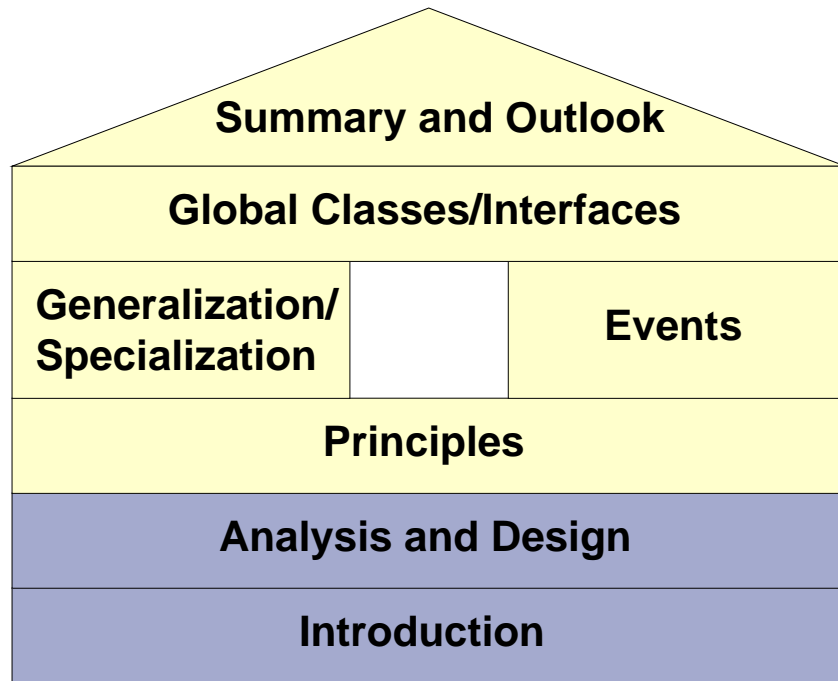 Summary and Outlook
Global Classes/Interfaces
Generalization/
Specialization
Events
Principles
Analysis and Design
Introduction